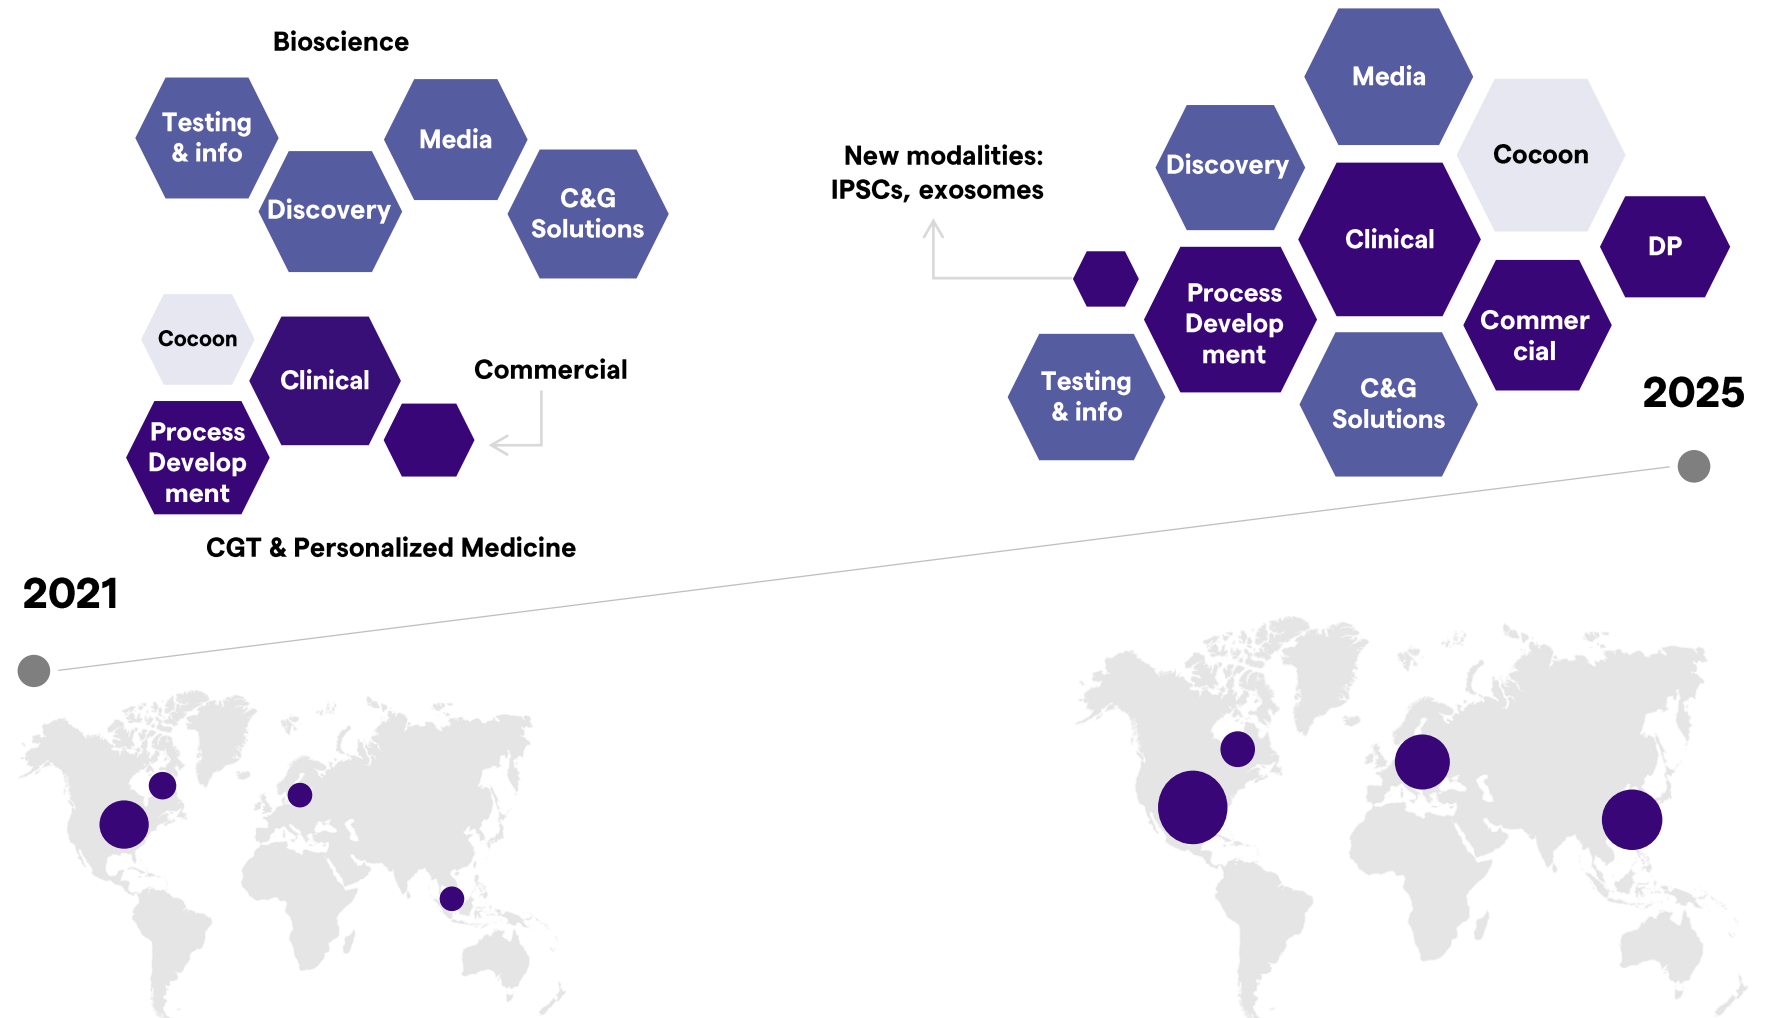 Bioscience
Testing
& info
Discovery
Media
C&G
Solutions
Cocoon
Clinical
Commercial
Process
Develop
ment
CGT & Personalized Medicine
2021
Media
Discovery
Cocoon
New modalities:
IPSCs, exosomes
Clinical
DP
Process
Develop
ment
Commer
cial
Testing
& info
C&G
Solutions
2025